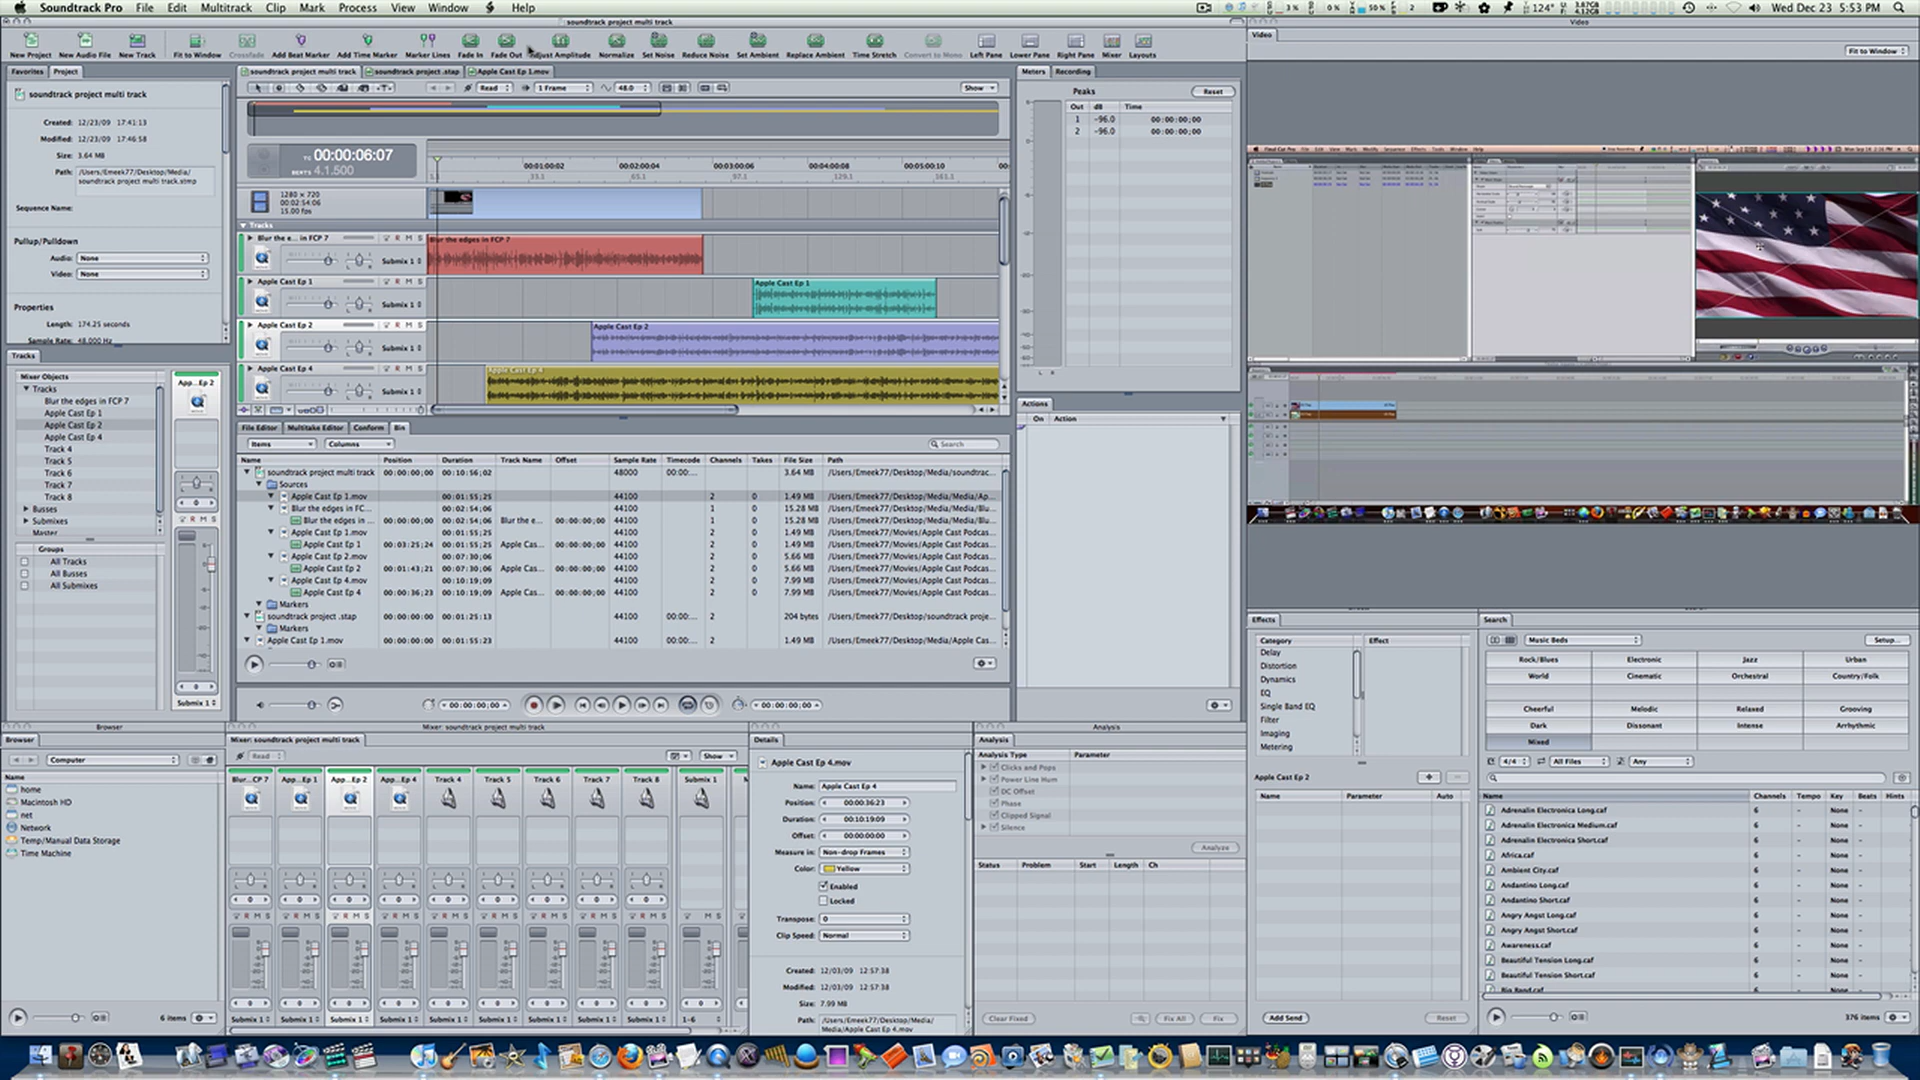 Soundtrack Pro File Edit Multitrack Clip Mark Process View Window Help
Wed Dec 23 5:53 PM
soundtrack project multi track
Video
New Project New Audio File New Track Fit to Window Crossfade Add Beat Marker Add Time Marker Marker Lines Fade In Fade Out Adjust Amplitude Normalize Set Noise Reduce Noise Set Ambient Replace Ambient Time Stretch Convert to Mono Left Pane Lower Pane Right Pane Mixer Layouts
Video
Fit to Window
Favorites Project
soundtrack project multi track
Created: 12/23/09 17:41:13
Modified: 12/23/09 17:46:58
Size: 3.64 MB
Path: /Users/Emeek77/Desktop/Media/
soundtrack project multi track.stmp
Sequence Name:
Pullup/Pulldown
Audio: None
Video: None
Properties
Length: 174.25 seconds
Sample Rate: 48.000 Hz
soundtrack project multi track soundtrack project .stap Apple Cast Ep 1.mov
Read 1 Frame 48.0 Show
00:00:06:07
BEATS 4.1.500
00:01:00:02 00:02:00:04 00:03:00:06 00:04:00:08 00:05:00:10
33.1 65.1 97.1 129.1 161.1
1280 x 720
00:02:54:06
15.00 fps
Tracks
Blur the e... in FCP 7 R M S
Submix 1
Blur the edges in FCP 7
Apple Cast Ep 1 R M S
Submix 1
Apple Cast Ep 1
Apple Cast Ep 2 R M S
Submix 1
Apple Cast Ep 2
Apple Cast Ep 4 R M S
Submix 1
Apple Cast Ep 4
Meters Recording
Peaks Reset
Out dB Time
1 -96.0 00:00:00;00
2 -96.0 00:00:00;00
Actions
On Action
Tracks
Mixer Objects
Tracks
Blur the edges in FCP 7
Apple Cast Ep 1
Apple Cast Ep 2
Apple Cast Ep 4
Track 4
Track 5
Track 6
Track 7
Track 8
Busses
Submixes
Master
Groups
All Tracks
All Busses
All Submixes
App...Ep 2
R M S
Submix 1
File Editor Multitake Editor Conform Bin
Items Columns Search
Name Position Duration Track Name Offset Sample Rate Timecode Channels Takes File Size Path
soundtrack project multi track 00:00:00;00 00:10:56;02 48000 00:00:... 3.64 MB /Users/Emeek77/Desktop/Media/soundtrac...
Sources
Apple Cast Ep 1.mov 00:01:55;25 44100 2 0 1.49 MB /Users/Emeek77/Desktop/Media/Media/Ap...
Blur the edges in FC... 00:02:54;06 44100 1 0 15.28 MB /Users/Emeek77/Desktop/Media/Media/Blu...
Blur the edges in ... 00:00:00;00 00:02:54;06 Blur the e... 00:00:00;00 44100 1 0 15.28 MB /Users/Emeek77/Desktop/Media/Media/Blu...
Apple Cast Ep 1.mov 00:01:55;25 44100 2 0 1.49 MB /Users/Emeek77/Movies/Apple Cast Podcas...
Apple Cast Ep 1 00:03:25;24 00:01:55;25 Apple Cas... 00:00:00;00 44100 2 0 1.49 MB /Users/Emeek77/Movies/Apple Cast Podcas...
Apple Cast Ep 2.mov 00:07:30;06 44100 2 0 5.66 MB /Users/Emeek77/Movies/Apple Cast Podcas...
Apple Cast Ep 2 00:01:43;21 00:07:30;06 Apple Cas... 00:00:00;00 44100 2 0 5.66 MB /Users/Emeek77/Movies/Apple Cast Podcas...
Apple Cast Ep 4.mov 00:10:19;09 44100 2 0 7.99 MB /Users/Emeek77/Movies/Apple Cast Podcas...
Apple Cast Ep 4 00:00:36;23 00:10:19;09 Apple Cas... 00:00:00;00 44100 2 0 7.99 MB /Users/Emeek77/Movies/Apple Cast Podcas...
Markers
soundtrack project .stap 00:00:00;00 00:01:25;13 44100 00:00:... 2 204 bytes /Users/Emeek77/Desktop/soundtrack proje...
Markers
Apple Cast Ep 1.mov 00:00:00;00 00:01:55;23 44100 00:00:... 2 1.49 MB /Users/Emeek77/Desktop/Media/Apple Cas...
00:00:00;00 00:00:00;00
Effects
Category Effect
Delay
Distortion
Dynamics
EQ
Single Band EQ
Filter
Imaging
Metering
Apple Cast Ep 2
Name Parameter Auto
Add Send Reset
Search
Music Beds Setup...
Rock/Blues Electronic Jazz Urban
World Cinematic Orchestral Country/Folk
Cheerful Melodic Relaxed Grooving
Dark Dissonant Intense Arrhythmic
Mixed
4/4 All Files Any
Name Channels Tempo Key Beats Hints
Adrenalin Electronica Long.caf 6 -- None --
Adrenalin Electronica Medium.caf 6 -- None --
Adrenalin Electronica Short.caf 6 -- None --
Africa.caf 6 -- None --
Ambient City.caf 6 -- None --
Andantino Long.caf 6 -- None --
Andantino Short.caf 6 -- None --
Angry Angst Long.caf 6 -- None --
Angry Angst Short.caf 6 -- None --
Awareness.caf 6 -- None --
Beautiful Tension Long.caf 6 -- None --
Beautiful Tension Short.caf 6 -- None --
Big Band.caf 6 -- None --
376 items
Browser
Browser
Computer
Name
home
Macintosh HD
net
Network
Temp/Manual Data Storage
Time Machine
6 items
Mixer: soundtrack project multi track
Mixer: soundtrack project multi track
Read Show
Blur...CP 7 App...Ep 1 App...Ep 2 App...Ep 4 Track 4 Track 5 Track 6 Track 7 Track 8 Submix 1
Submix 1 Submix 1 Submix 1 Submix 1 Submix 1 Submix 1 Submix 1 Submix 1 Submix 1 1-6
Details
Apple Cast Ep 4.mov
Name: Apple Cast Ep 4
Position: 00:00:36:23
Duration: 00:10:19:09
Offset: 00:00:00:00
Measure in: Non-drop Frames
Color: Yellow
Enabled
Locked
Transpose: 0
Clip Speed: Normal
Created: 12/03/09 12:57:38
Modified: 12/03/09 12:57:38
Size: 7.99 MB
Path: /Users/Emeek77/Desktop/Media/
Media/Apple Cast Ep 4.mov
Analysis
Analysis
Analysis Type Parameter
Clicks and Pops
Power Line Hum
DC Offset
Phase
Clipped Signal
Silence
Analyze
Status Problem Start Length Ch
Clear Fixed Fix All Fix